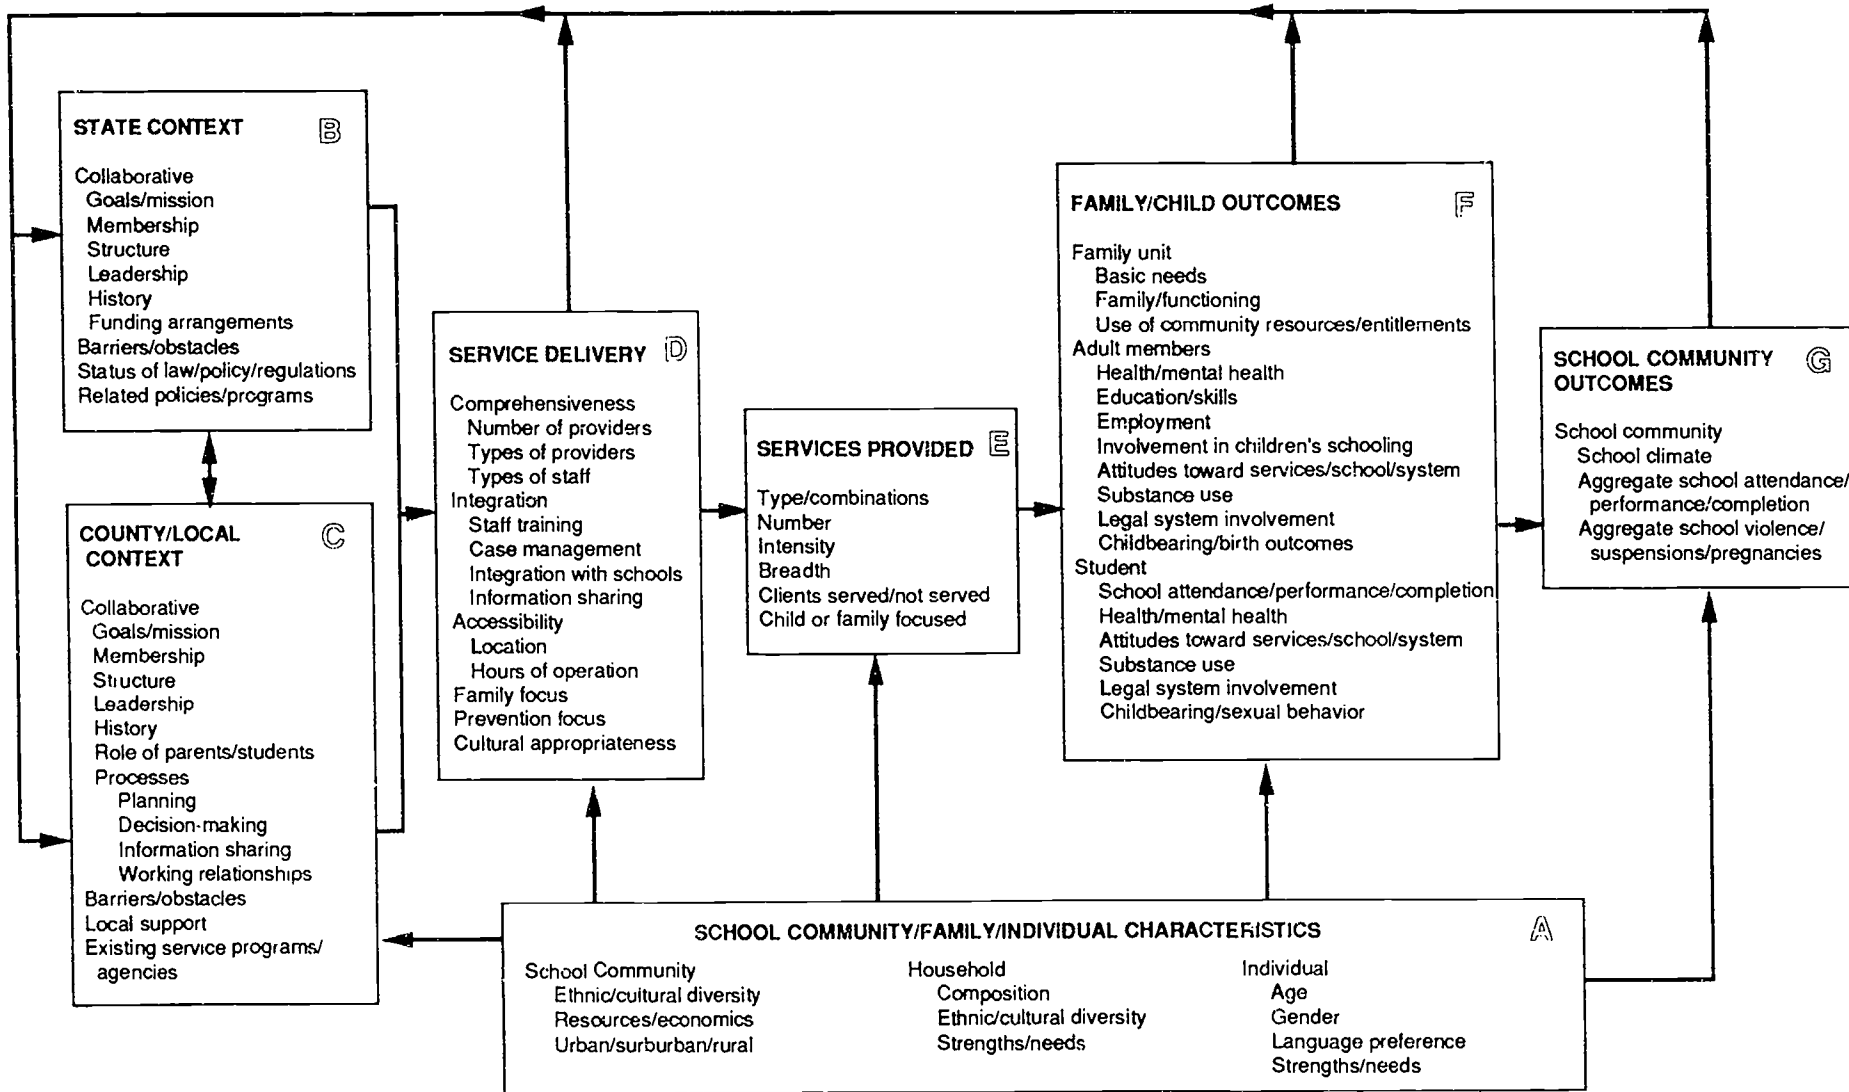 STATE CONTEXT B
Collaborative
Goals/mission
Membership
Structure
Leadership
History
Funding arrangements
Barriers/obstacles
Status of law/policy/regulations
Related policies/programs
COUNTY/LOCAL C
CONTEXT
Collaborative
Goals/mission
Membership
Structure
Leadership
History
Role of parents/students
Processes
Planning
Decision-making
Information sharing
Working relationships
Barriers/obstacles
Local support
Existing service programs/
agencies
SERVICE DELIVERY D
Comprehensiveness
Number of providers
Types of providers
Types of staff
Integration
Staff training
Case management
Integration with schools
Information sharing
Accessibility
Location
Hours of operation
Family focus
Prevention focus
Cultural appropriateness
SERVICES PROVIDED E
Type/combinations
Number
Intensity
Breadth
Clients served/not served
Child or family focused
FAMILY/CHILD OUTCOMES F
Family unit
Basic needs
Family/functioning
Use of community resources/entitlements
Adult members
Health/mental health
Education/skills
Employment
Involvement in children's schooling
Attitudes toward services/school/system
Substance use
Legal system involvement
Childbearing/birth outcomes
Student
School attendance/performance/completion
Health/mental health
Attitudes toward services/school/system
Substance use
Legal system involvement
Childbearing/sexual behavior
SCHOOL COMMUNITY G
OUTCOMES
School community
School climate
Aggregate school attendance/
performance/completion
Aggregate school violence/
suspensions/pregnancies
SCHOOL COMMUNITY/FAMILY/INDIVIDUAL CHARACTERISTICS A
School Community
Ethnic/cultural diversity
Resources/economics
Urban/surburban/rural
Household
Composition
Ethnic/cultural diversity
Strengths/needs
Individual
Age
Gender
Language preference
Strengths/needs